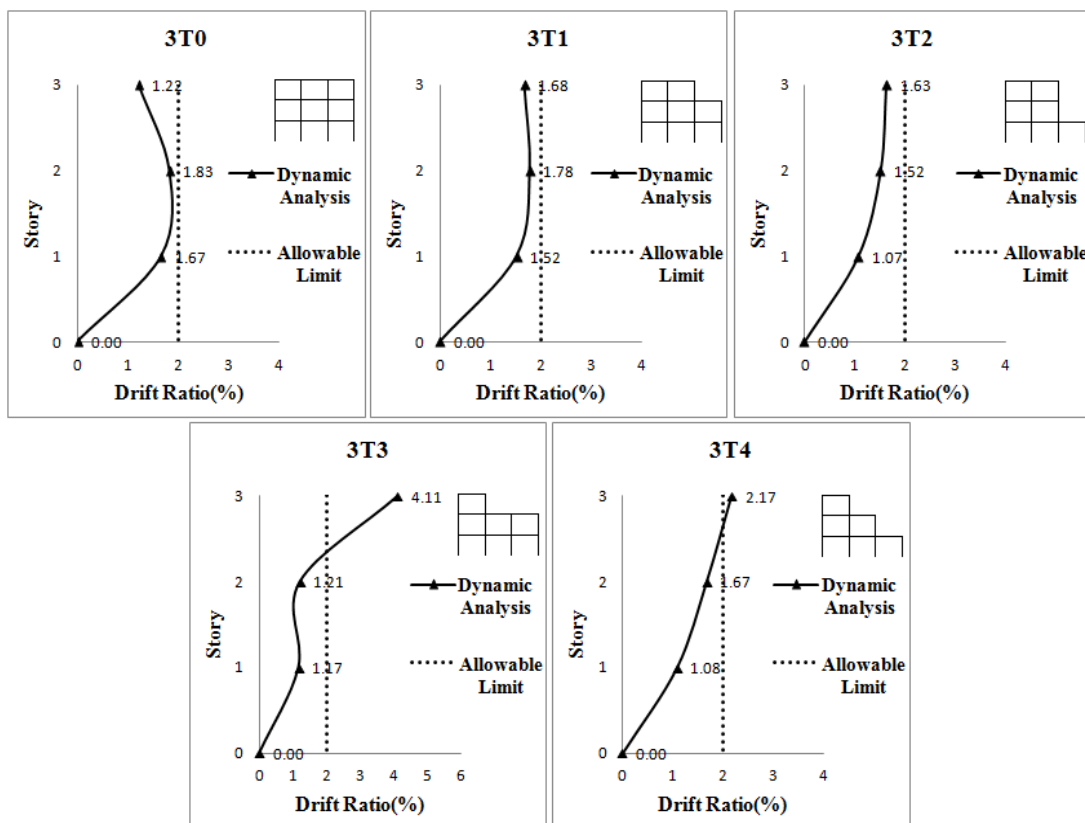 3T0
3
1.22
2
1.83
Dynamic
Analysis
Story
1
1.67
Allowable
Limit
0
0.00
0 1 2 3 4
Drift Ratio(%)
3T1
3
1.68
2
1.78
Dynamic
Analysis
Story
1
1.52
Allowable
Limit
0
0.00
0 1 2 3 4
Drift Ratio(%)
3T2
3
1.63
2
1.52
Dynamic
Analysis
Story
1
1.07
Allowable
Limit
0
0.00
0 1 2 3 4
Drift Ratio(%)
3T3
3
4.11
2
1.21
Dynamic
Analysis
Story
1
1.17
Allowable
Limit
0
0.00
0 1 2 3 4 5 6
Drift Ratio(%)
3T4
3
2.17
2
1.67
Dynamic
Analysis
Story
1
1.08
Allowable
Limit
0
0.00
0 1 2 3 4
Drift Ratio(%)